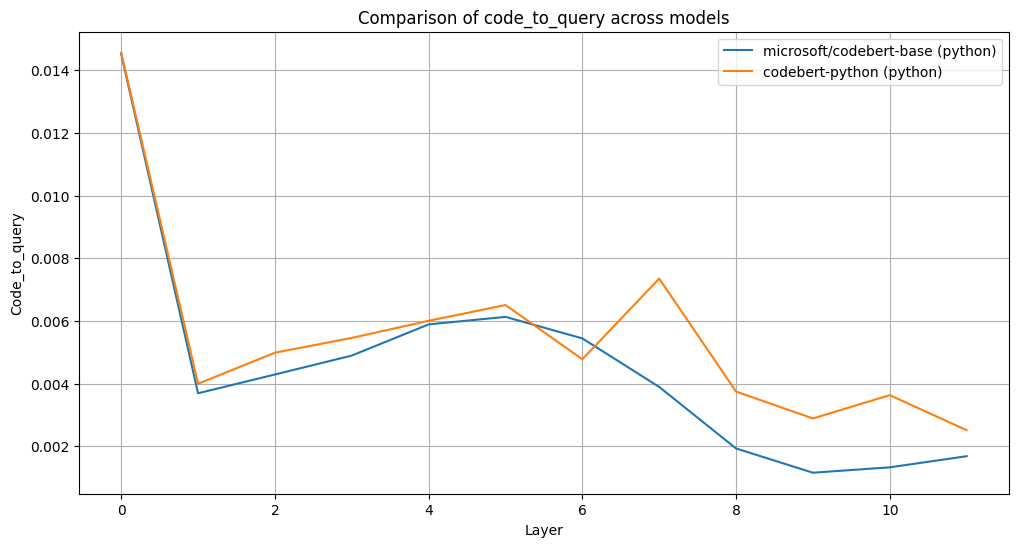 Comparison of code_to_query across models
microsoft/codebert-base (python)
codebert-python (python)
Code_to_query
0.014
0.012
0.010
0.008
0.006
0.004
0.002
0 2 4 6 8 10
Layer